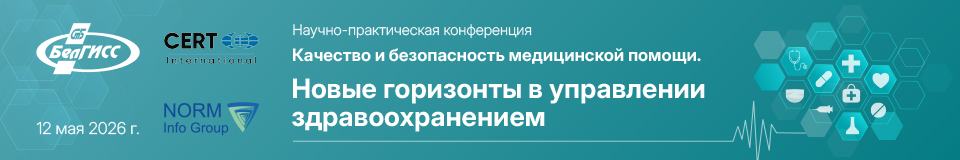 БелГИСС
12 мая 2026 г.
CERT
International
NORM
Info Group
Научно-практическая конференция
Качество и безопасность медицинской помощи.
Новые горизонты в управлении
здравоохранением